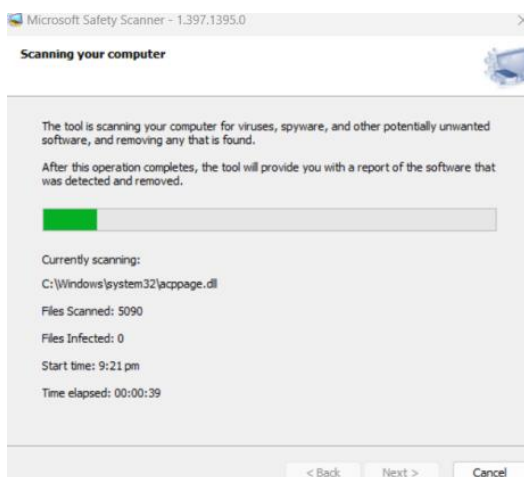 Microsoft Safety Scanner - 1.397.1395.0
Scanning your computer
The tool is scanning your computer for viruses, spyware, and other potentially unwanted
software, and removing any that is found.
After this operation completes, the tool will provide you with a report of the software that
was detected and removed.
Currently scanning:
C:\Windows\system32\acppage.dll
Files Scanned: 5090
Files Infected: 0
Start time: 9:21 pm
Time elapsed: 00:00:39
< Back Next > Cancel